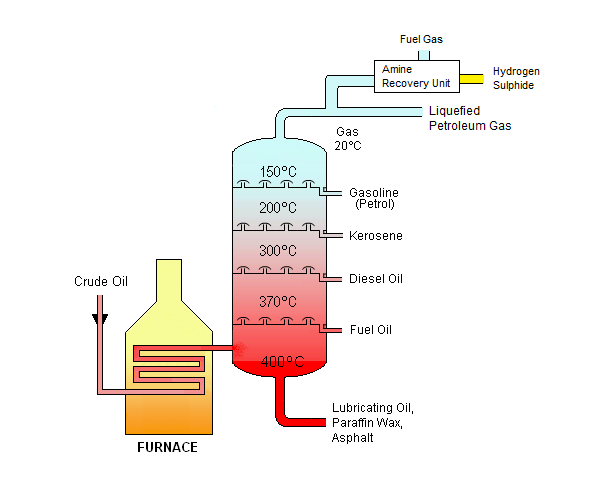 Fuel Gas
Amine
Recovery Unit
Hydrogen
Sulphide
Liquefied
Petroleum Gas
Gas
20°C
150°C
Gasoline
(Petrol)
200°C
Kerosene
300°C
Diesel Oil
Crude Oil
370°C
Fuel Oil
400°C
Lubricating Oil,
Paraffin Wax,
Asphalt
FURNACE